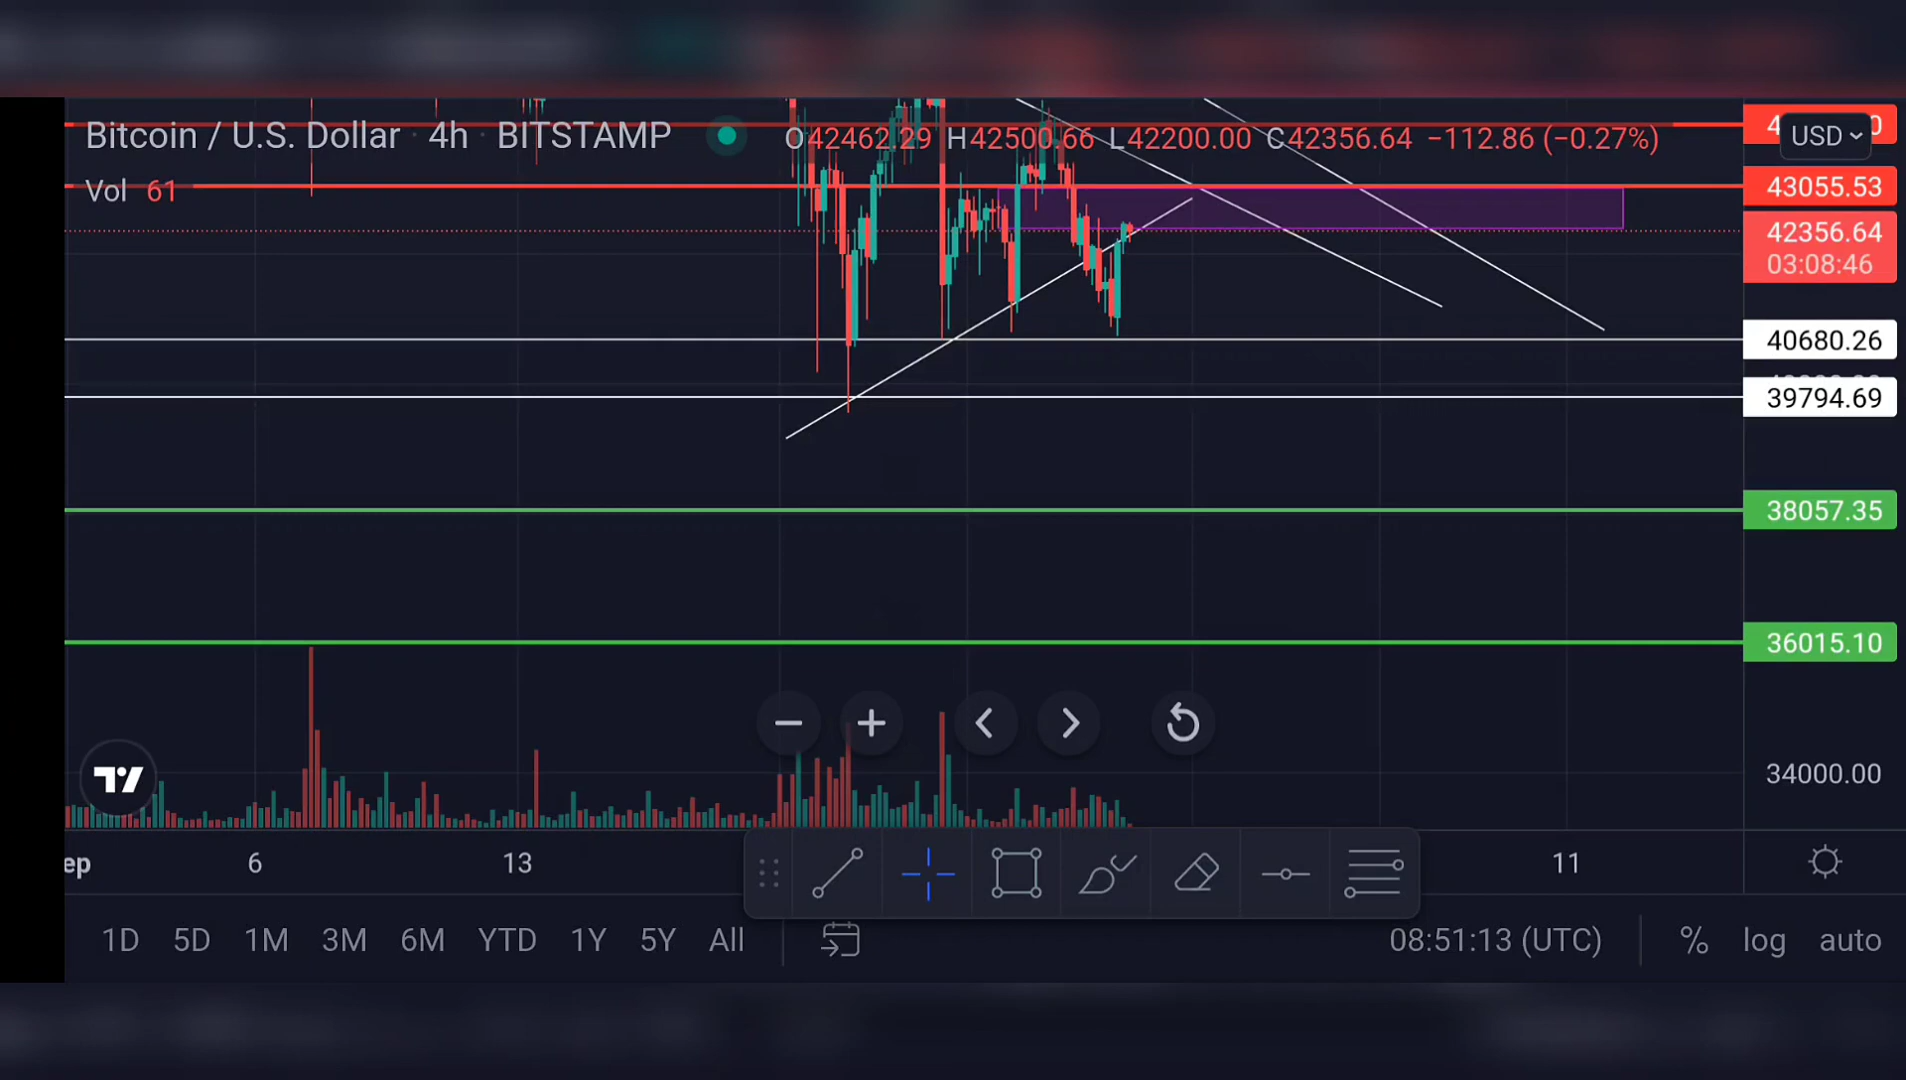 Bitcoin / U.S. Dollar · 4h · BITSTAMP O42462.29 H42500.66 L42200.00 C42356.64 −112.86 (−0.27%)
USD
Vol 61
43055.53
42356.64
03:08:46
40680.26
39794.69
38057.35
36015.10
34000.00
ep 6 13 11
1D 5D 1M 3M 6M YTD 1Y 5Y All 08:51:13 (UTC) % log auto